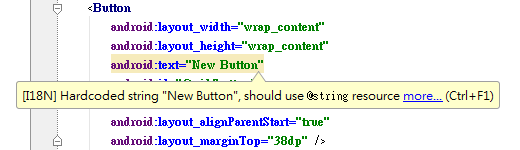 <Button
android:layout_width="wrap_content"
android:layout_height="wrap_content"
android:text="New Button"
[I18N] Hardcoded string "New Button", should use @string resource more... (Ctrl+F1)
android:layout_alignParentStart="true"
android:layout_marginTop="38dp" />